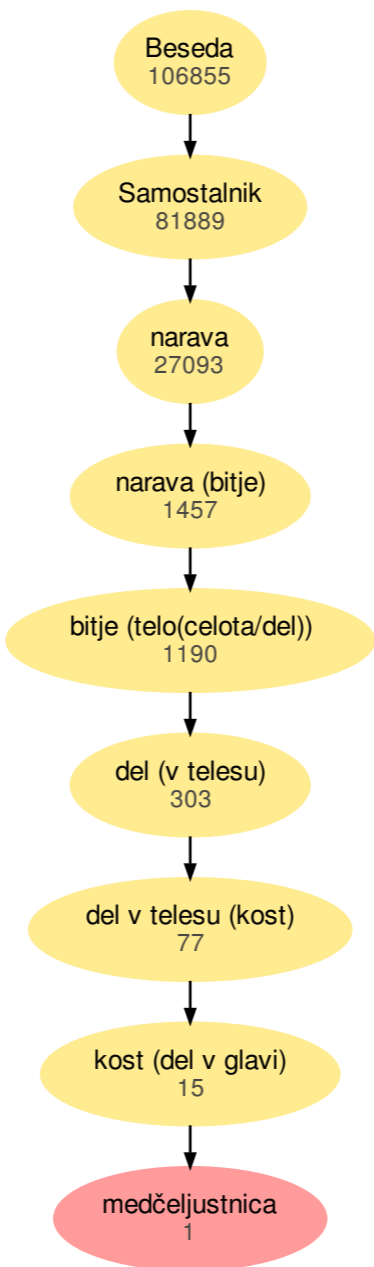 Beseda
106855
Samostalnik
81889
narava
27093
narava (bitje)
1457
bitje (telo(celota/del))
1190
del (v telesu)
303
del v telesu (kost)
77
kost (del v glavi)
15
medčeljustnica
1